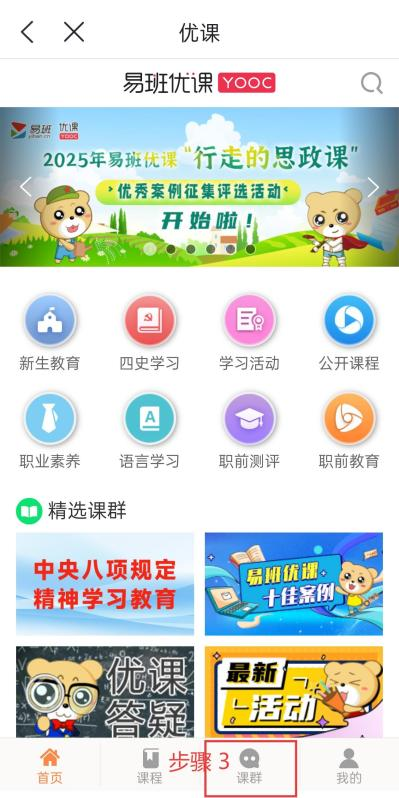 优课
易班优课 YOOC
易班 优课
yiban.cn YOOC
2025年易班优课“行走的思政课”
优秀案例征集评选活动
开始啦！
新生教育 四史学习 学习活动 公开课程
A
职业素养 语言学习 职前测评 职前教育
精选课群
中央八项规定
精神学习教育
易班优课
十佳案例
优课
答疑
最新
活动
步骤 3
首页 课程 课群 我的